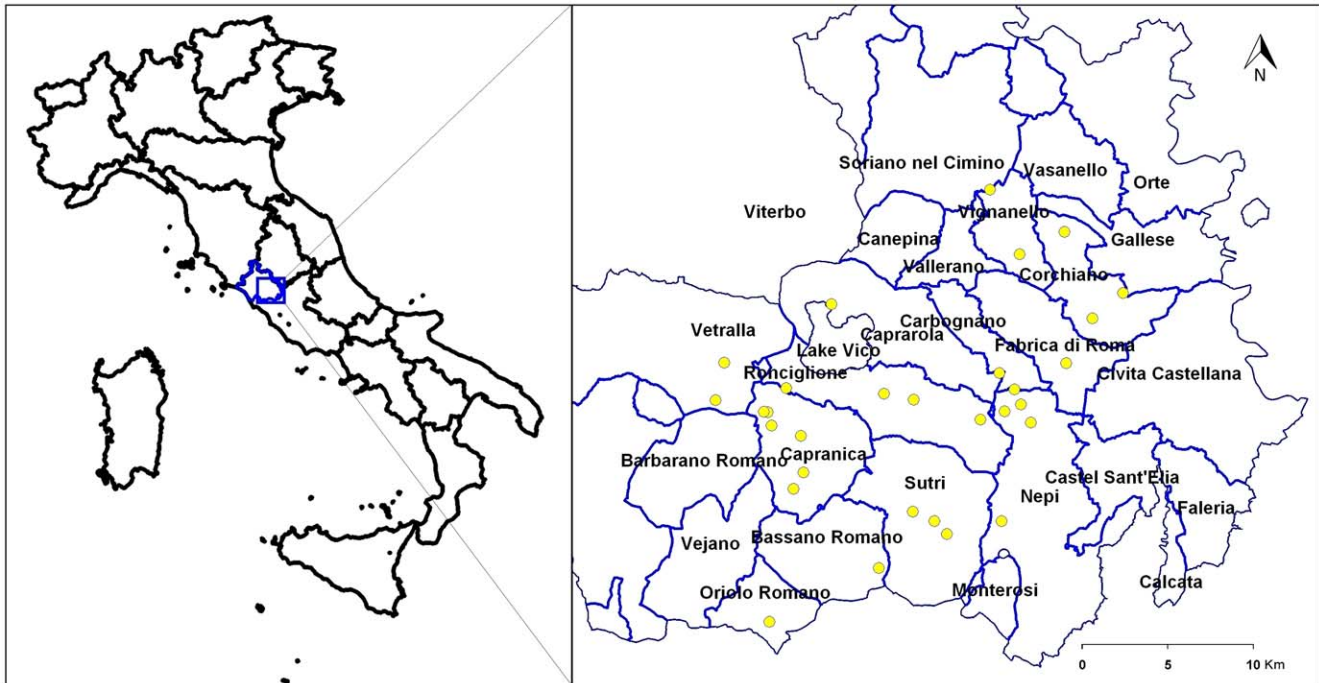 N
Soriano nel Cimino
Vasanello
Orte
Viterbo
Vignanello
Canepina
Gallese
Vallerano
Corchiano
Carbognano
Vetralla
Caprarola
Fabrica di Roma
Lake Vico
Ronciglione
Civita Castellana
Barbarano Romano
Capranica
Castel Sant'Elia
Sutri
Nepi
Faleria
Vejano
Bassano Romano
Calcata
Oriolo Romano
Monterosi
0 5 10 Km